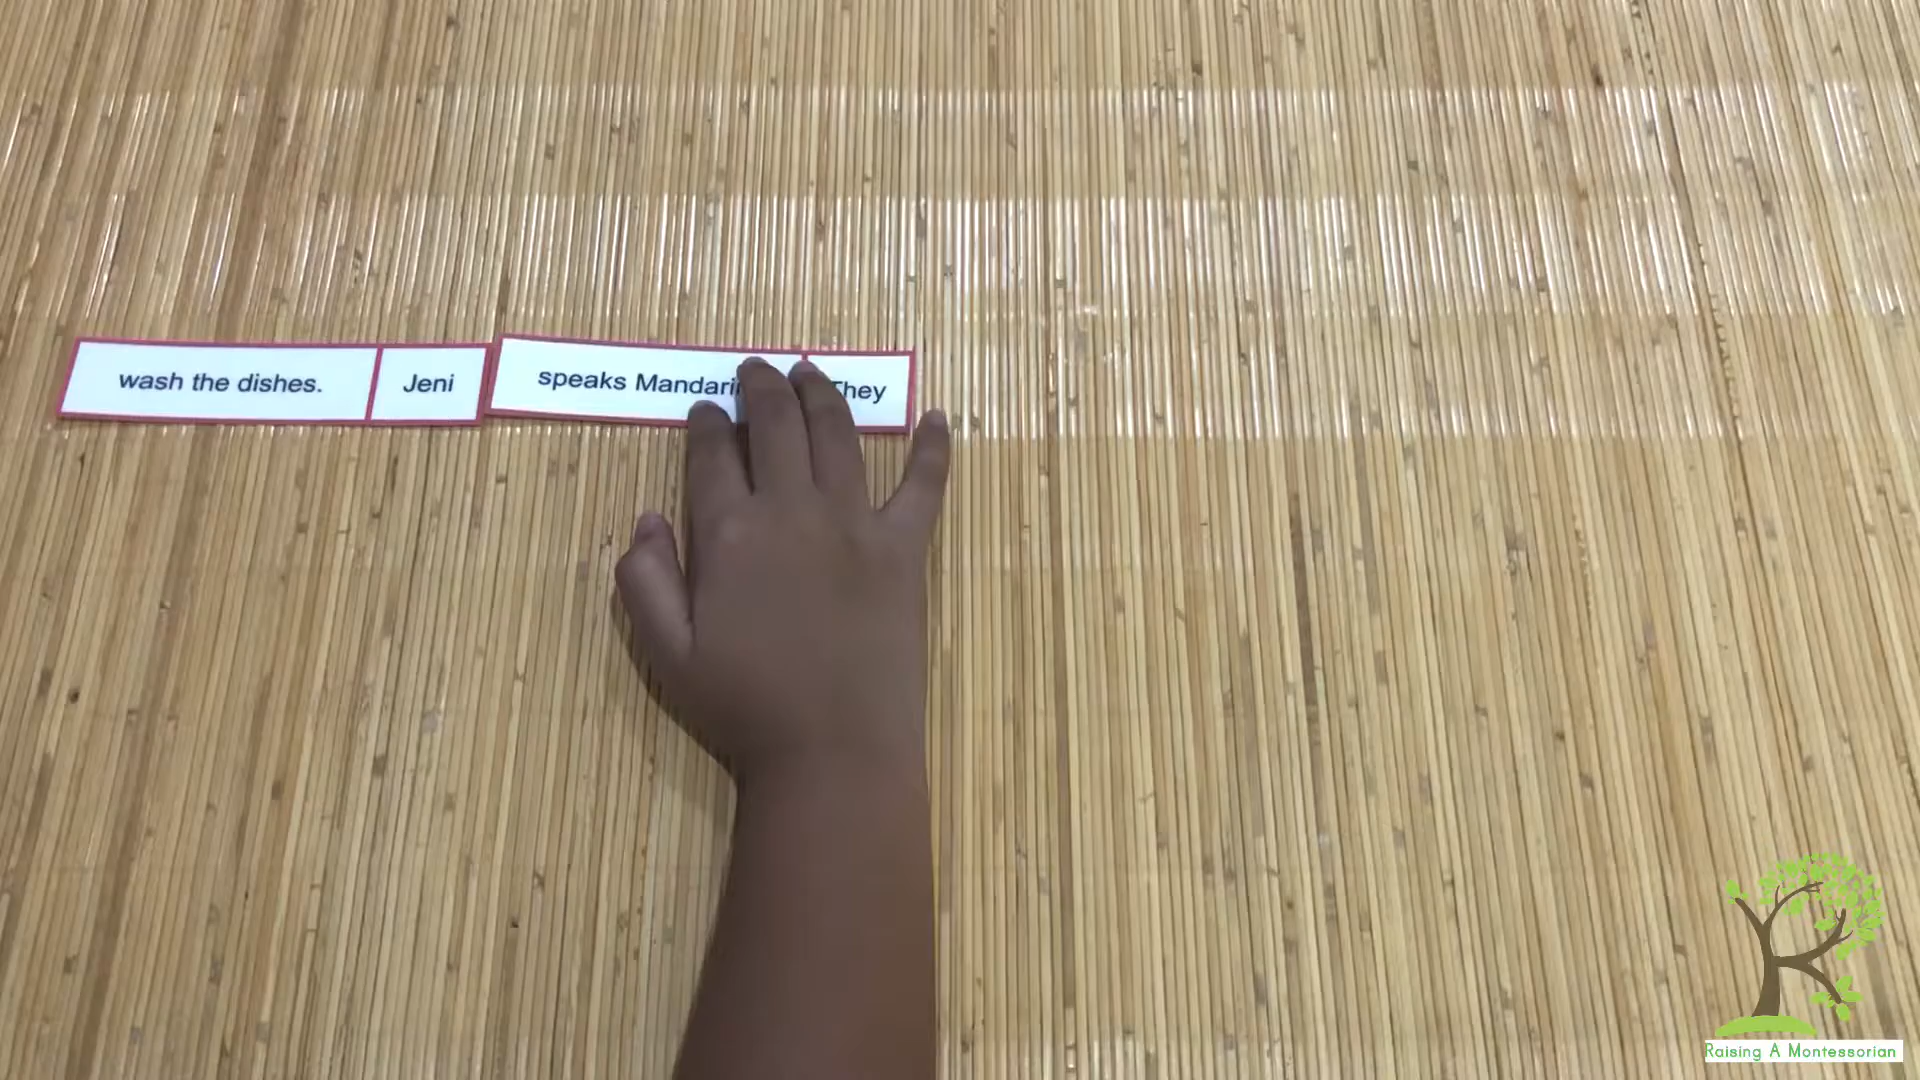 wash the dishes. Jeni speaks Mandarin They
Raising A Montessorian